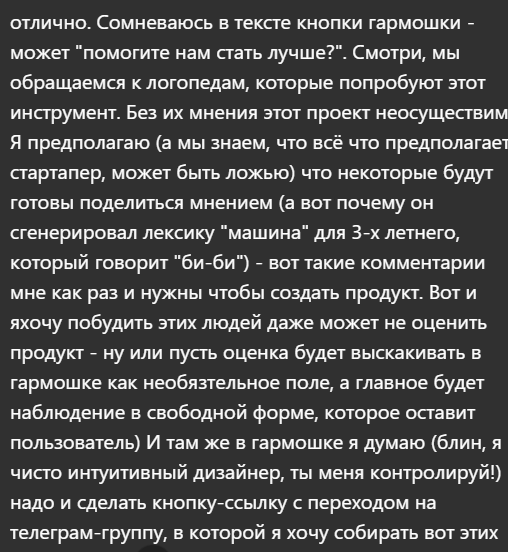 отлично. Сомневаюсь в тексте кнопки гармошки -
может "помогите нам стать лучше?". Смотри, мы
обращаемся к логопедам, которые попробуют этот
инструмент. Без их мнения этот проект неосуществим
Я предполагаю (а мы знаем, что всё что предполагает
стартапер, может быть ложью) что некоторые будут
готовы поделиться мнением (а вот почему он
сгенерировал лексику "машина" для 3-х летнего,
который говорит "би-би") - вот такие комментарии
мне как раз и нужны чтобы создать продукт. Вот и
яхочу побудить этих людей даже может не оценить
продукт - ну или пусть оценка будет выскакивать в
гармошке как необязтельное поле, а главное будет
наблюдение в свободной форме, которое оставит
пользователь) И там же в гармошке я думаю (блин, я
чисто интуитивный дизайнер, ты меня контролируй!)
надо и сделать кнопку-ссылку с переходом на
телеграм-группу, в которой я хочу собирать вот этих